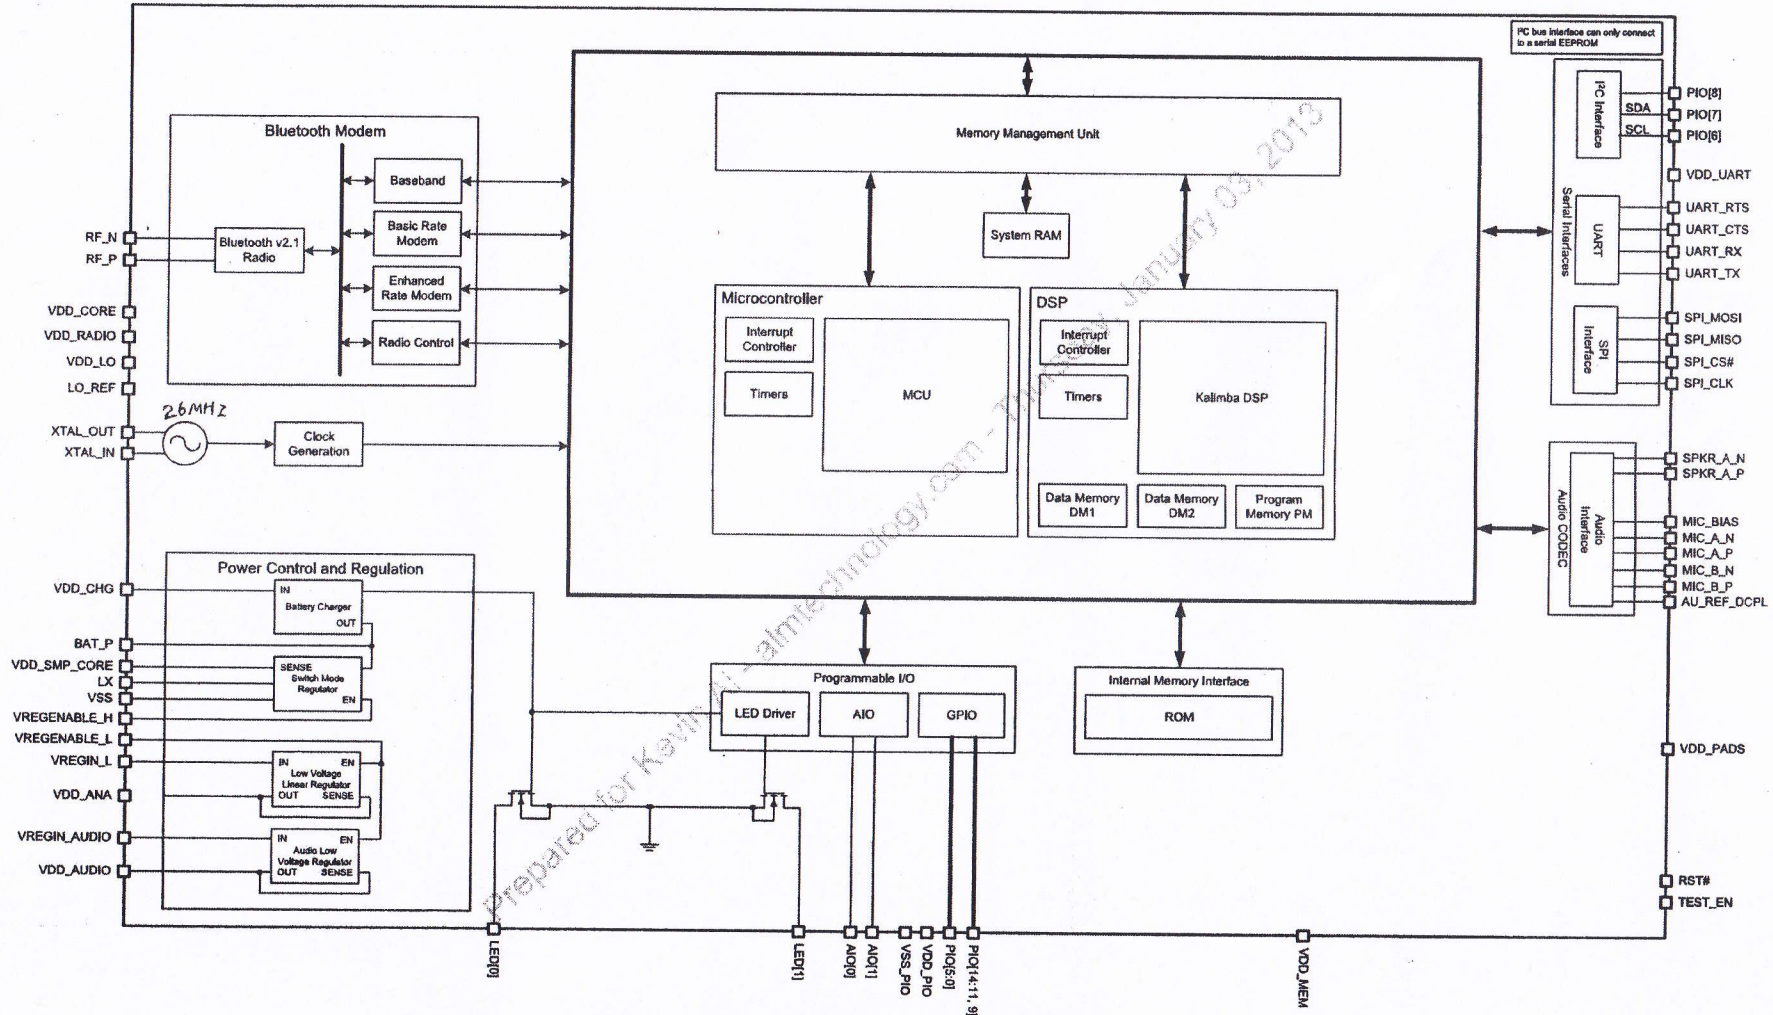 I²C bus interface can only connect
to a serial EEPROM
Bluetooth Modem
Baseband
Basic Rate
Modem
Enhanced
Rate Modem
Radio Control
Bluetooth v2.1
Radio
RF_N
RF_P
VDD_CORE
VDD_RADIO
VDD_LO
LO_REF
26MHz
XTAL_OUT
XTAL_IN
Clock
Generation
Memory Management Unit
System RAM
Microcontroller
Interrupt
Controller
Timers
MCU
DSP
Interrupt
Controller
Timers
Kalimba DSP
Data Memory
DM1
Data Memory
DM2
Program
Memory PM
I²C Interface
SDA
SCL
PIO[8]
PIO[7]
PIO[6]
VDD_UART
UART
Serial Interfaces
UART_RTS
UART_CTS
UART_RX
UART_TX
SPI
Interface
SPI_MOSI
SPI_MISO
SPI_CS#
SPI_CLK
Audio
Interface
Audio CODEC
SPKR_A_N
SPKR_A_P
MIC_BIAS
MIC_A_N
MIC_A_P
MIC_B_N
MIC_B_P
AU_REF_DCPL
Power Control and Regulation
VDD_CHG
IN
Battery Charger
OUT
BAT_P
VDD_SMP_CORE
LX
VSS
VREGENABLE_H
SENSE
Switch Mode
Regulator
EN
VREGENABLE_L
VREGIN_L
VDD_ANA
IN EN
Low Voltage
Linear Regulator
OUT SENSE
VREGIN_AUDIO
VDD_AUDIO
IN EN
Audio Low
Voltage Regulator
OUT SENSE
Programmable I/O
LED Driver
AIO
GPIO
Internal Memory Interface
ROM
VDD_PADS
RST#
TEST_EN
LED[0]
LED[1]
AIO[0]
AIO[1]
VSS_PIO
VDD_PIO
PIO[5:0]
PIO[14:11, 9]
VDD_MEM
Prepared for Kevin Ai - almtechnology.com - Thursday, January 03, 2013